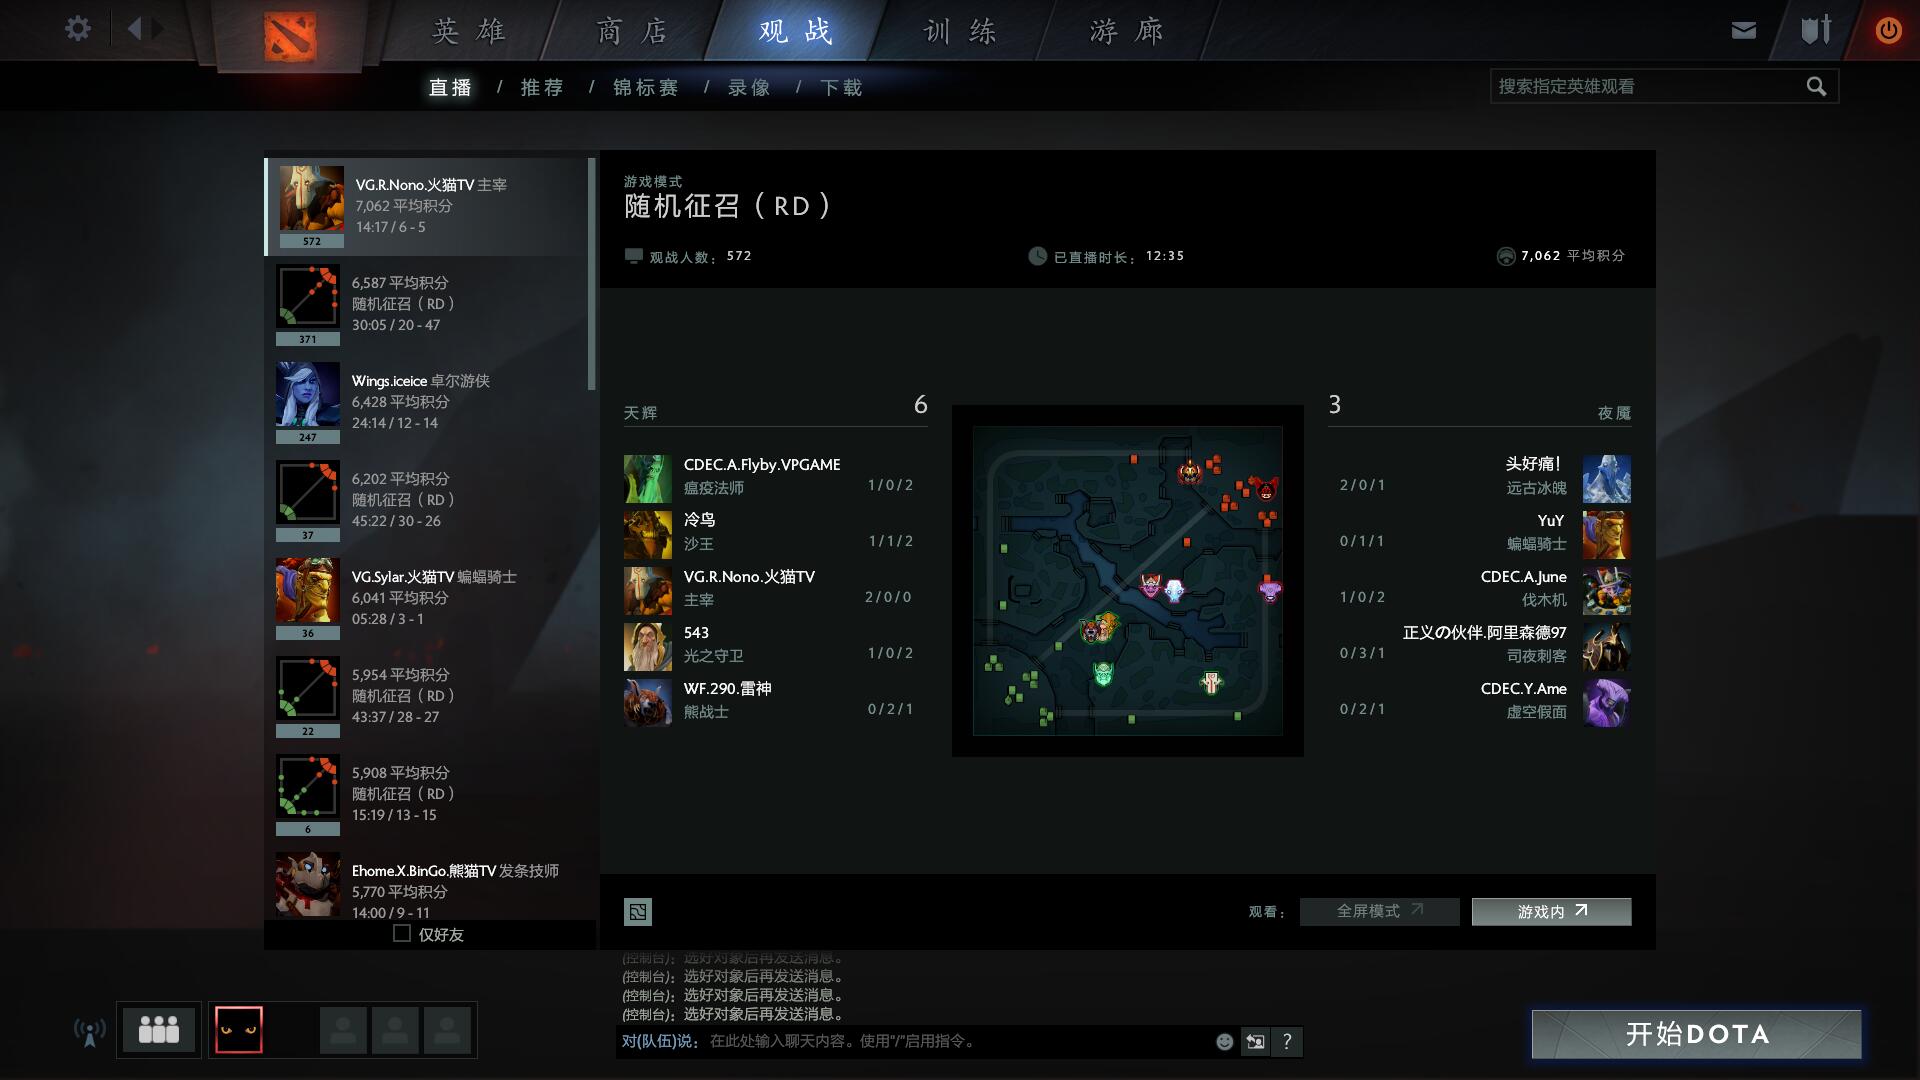 英雄
商店
观战
训练
游廊
直播 / 推荐 / 锦标赛 / 录像 / 下载
搜索指定英雄观看
VG.R.Nono.火猫TV 主宰
7,062 平均积分
14:17 / 6 - 5
572
6,587 平均积分
随机征召（RD）
30:05 / 20 - 47
371
Wings.iceice 卓尔游侠
6,428 平均积分
24:14 / 12 - 14
247
6,202 平均积分
随机征召（RD）
45:22 / 30 - 26
37
VG.Sylar.火猫TV 蝙蝠骑士
6,041 平均积分
05:28 / 3 - 1
36
5,954 平均积分
随机征召（RD）
43:37 / 28 - 27
22
5,908 平均积分
随机征召（RD）
15:19 / 13 - 15
6
Ehome.X.BinGo.熊猫TV 发条技师
5,770 平均积分
14:00 / 9 - 11
仅好友
游戏模式
随机征召（RD）
观战人数：572
已直播时长：12:35
7,062 平均积分
天辉 6
CDEC.A.Flyby.VPGAME
瘟疫法师 1/0/2
冷鸟
沙王 1/1/2
VG.R.Nono.火猫TV
主宰 2/0/0
543
光之守卫 1/0/2
WF.290.雷神
熊战士 0/2/1
3 夜魇
头好痛！
2/0/1 远古冰魄
YuY
0/1/1 蝙蝠骑士
CDEC.A.June
1/0/2 伐木机
正义の伙伴.阿里森德97
0/3/1 司夜刺客
CDEC.Y.Ame
0/2/1 虚空假面
观看：
全屏模式
游戏内
(控制台)：选好对象后再发送消息。
(控制台)：选好对象后再发送消息。
(控制台)：选好对象后再发送消息。
(控制台)：选好对象后再发送消息。
对(队伍)说：在此处输入聊天内容。使用"/"启用指令。
?
开始DOTA